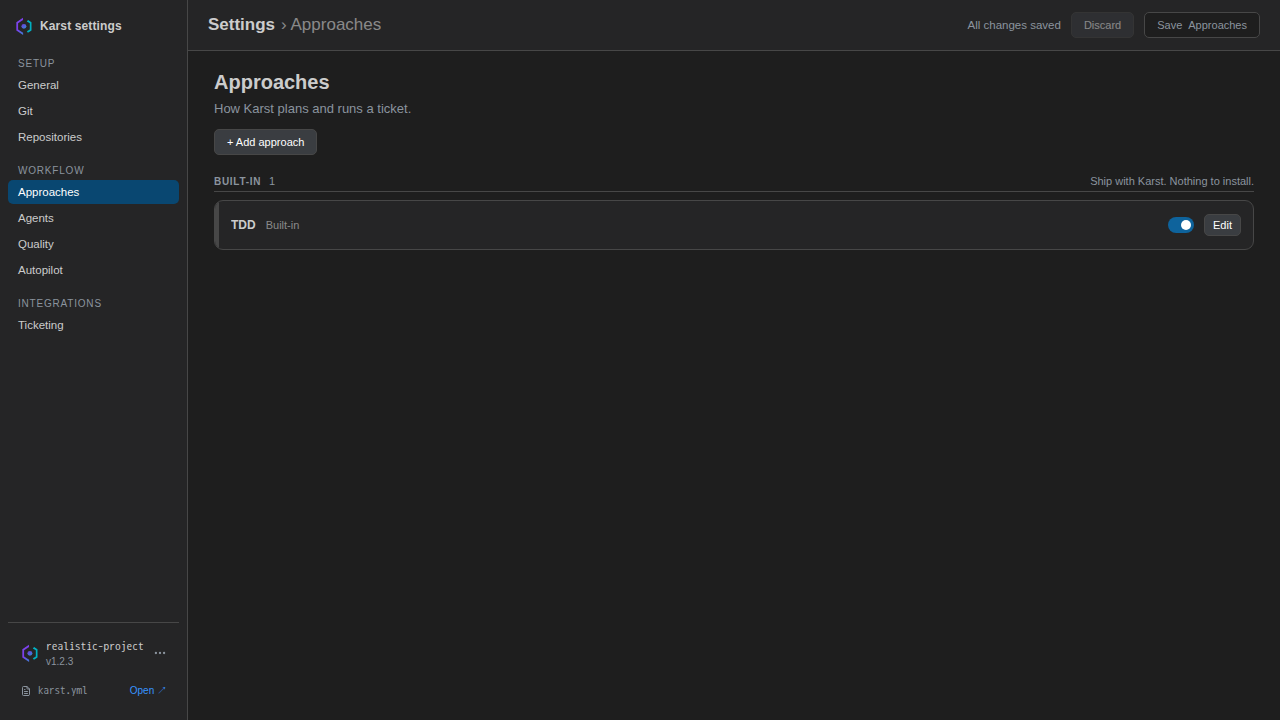 Karst settings
SETUP
General
Git
Repositories
WORKFLOW
Approaches
Agents
Quality
Autopilot
INTEGRATIONS
Ticketing
realistic-project
v1.2.3
karst.yml
Open ↗
Settings › Approaches
All changes saved
Discard
Save Approaches
Approaches
How Karst plans and runs a ticket.
+ Add approach
BUILT-IN 1
Ship with Karst. Nothing to install.
TDD Built-in
Edit